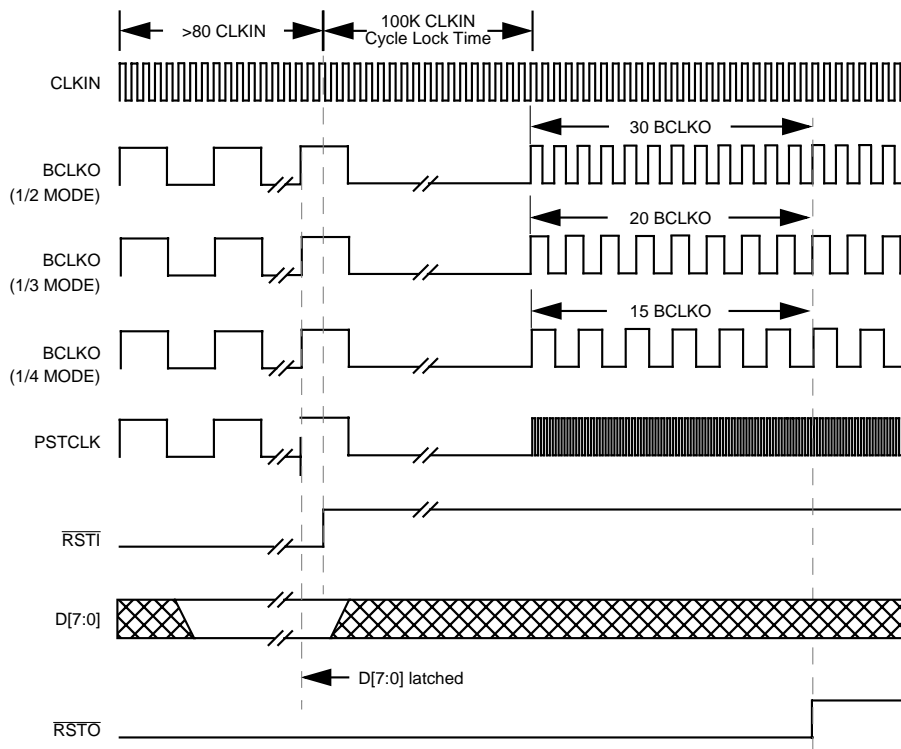 >80 CLKIN
100K CLKIN
Cycle Lock Time
CLKIN
30 BCLKO
BCLKO
(1/2 MODE)
20 BCLKO
BCLKO
(1/3 MODE)
15 BCLKO
BCLKO
(1/4 MODE)
PSTCLK
RSTI
D[7:0]
D[7:0] latched
RSTO